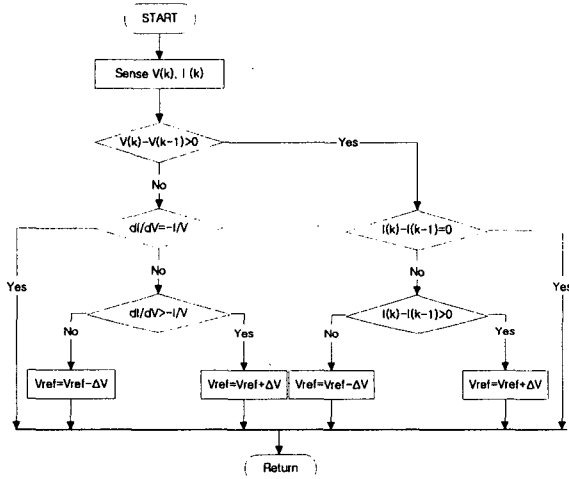 START
Sense V(k), I(k)
V(k)-V(k-1)>0
Yes
No
dI/dV=-I/V
I(k)-I(k-1)=0
Yes
No
No
Yes
dI/dV>-I/V
I(k)-I(k-1)>0
No
Yes
No
Yes
Vref=Vref-ΔV
Vref=Vref+ΔV
Vref=Vref-ΔV
Vref=Vref+ΔV
Return